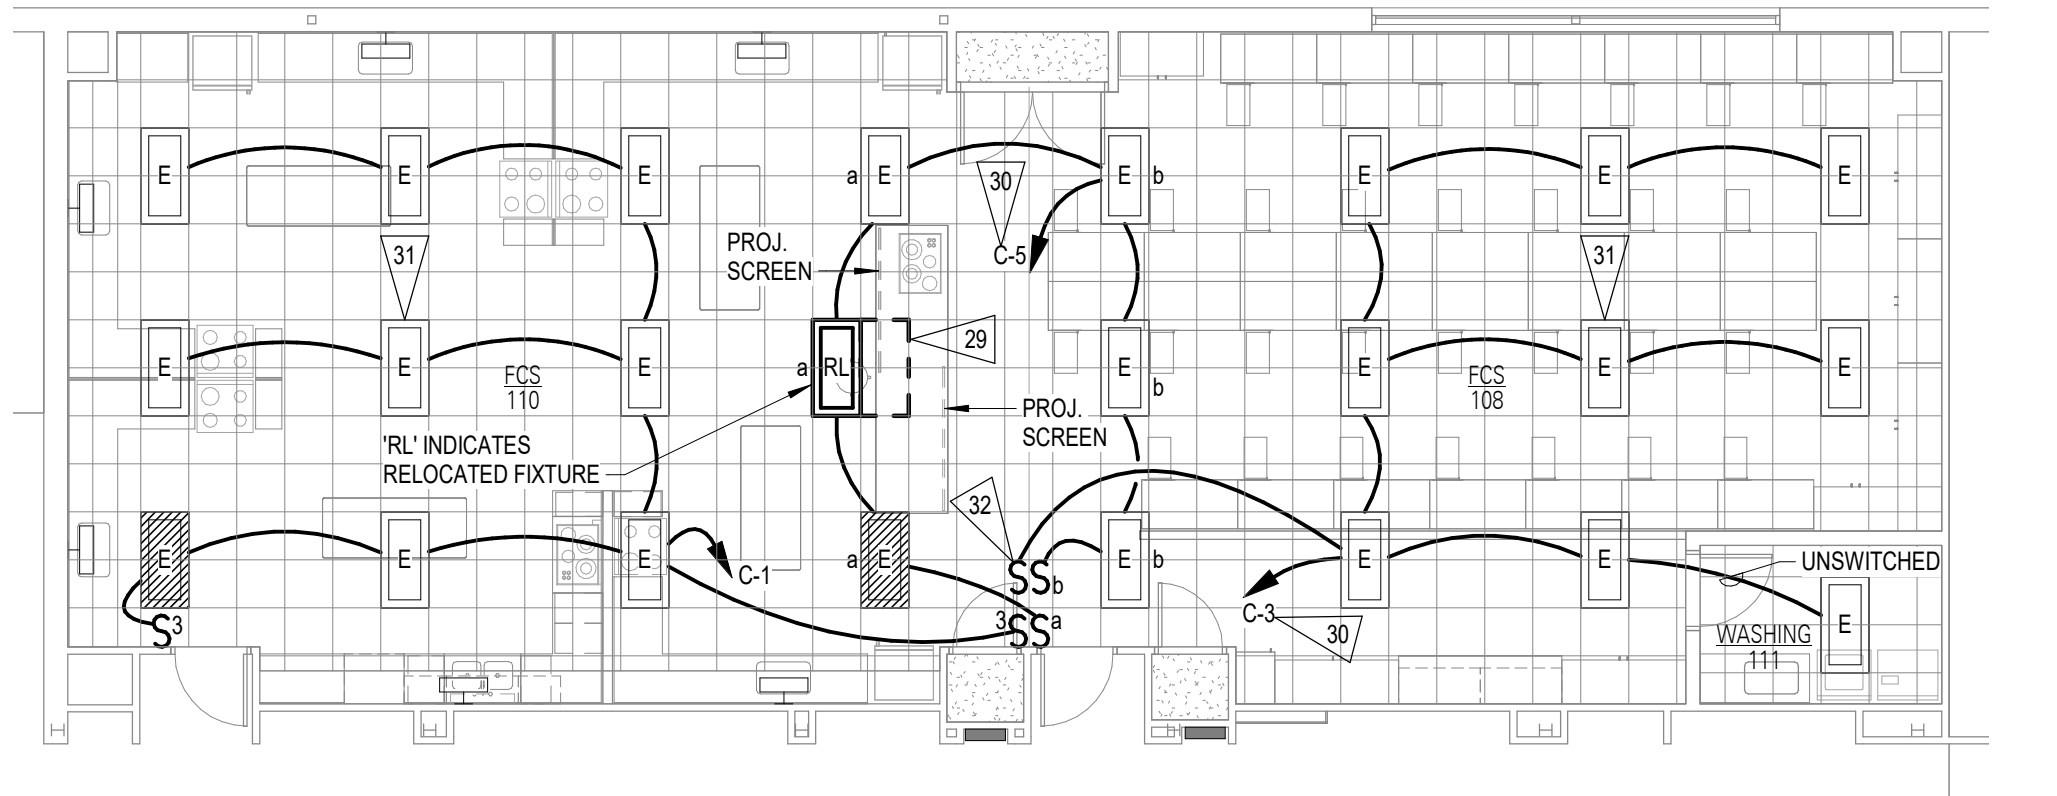 E E E a E E b E E E
30
31 31
PROJ.
SCREEN
C-5
29
E E E a RL E b E E E
FCS
110
FCS
108
PROJ.
SCREEN
'RL' INDICATES
RELOCATED FIXTURE
32
E E E a E E b E E
C-1
S S b
UNSWITCHED
S 3
3 S S a
C-3
30
E
WASHING
111